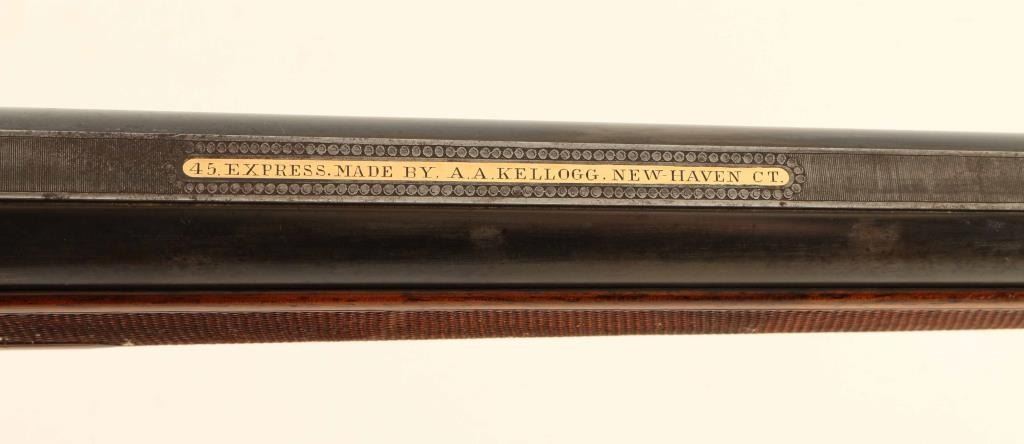 45.EXPRESS.MADE BY. A.A.KELLOGG. NEW-HAVEN CT.